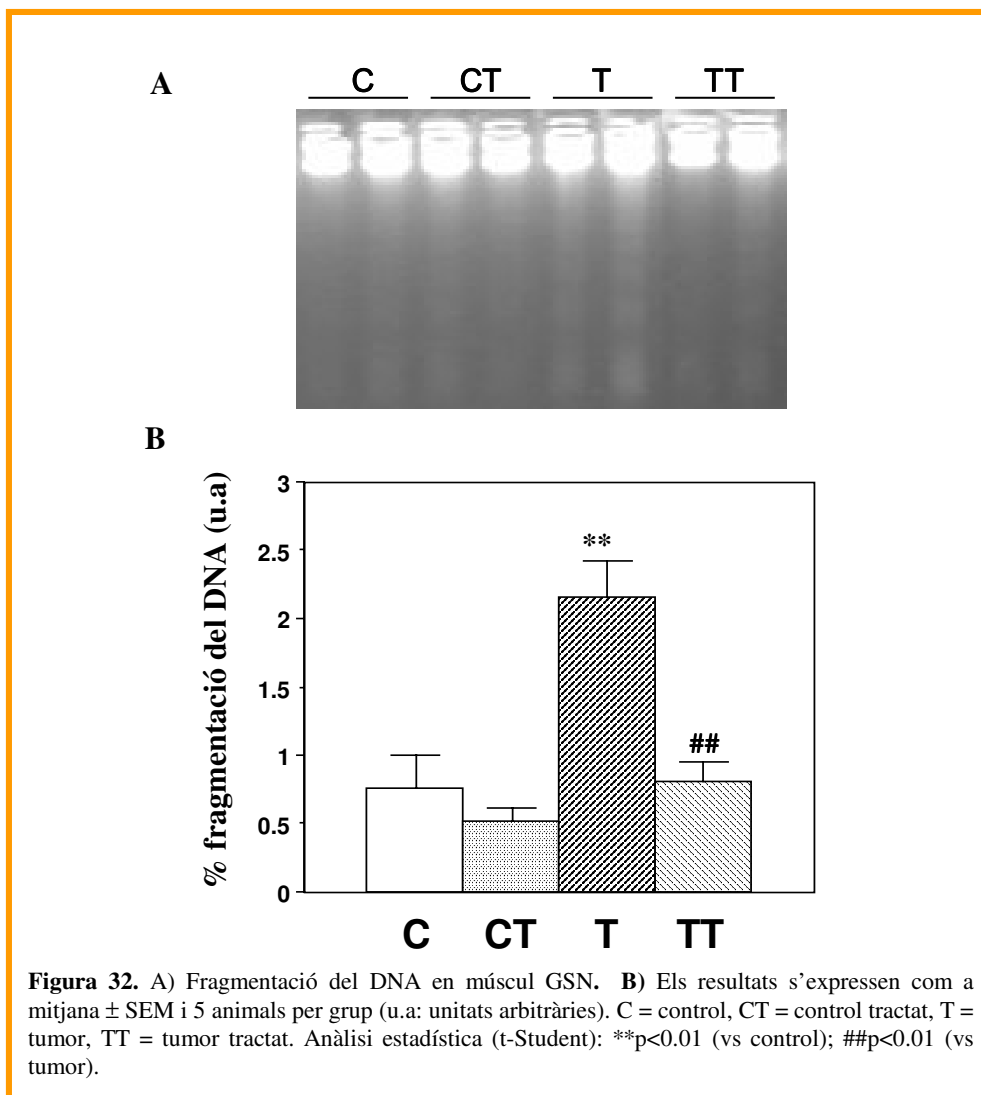 A
C CT T TT
B
% fragmentació del DNA (u.a)
3
2.5
2
1.5
1
0.5
0
**
##
C CT T TT
Figura 32. A) Fragmentació del DNA en múscul GSN. B) Els resultats s’expressen com a
mitjana ± SEM i 5 animals per grup (u.a: unitats arbitràries). C = control, CT = control tractat, T =
tumor, TT = tumor tractat. Anàlisi estadística (t-Student): **p<0.01 (vs control); ##p<0.01 (vs
tumor).